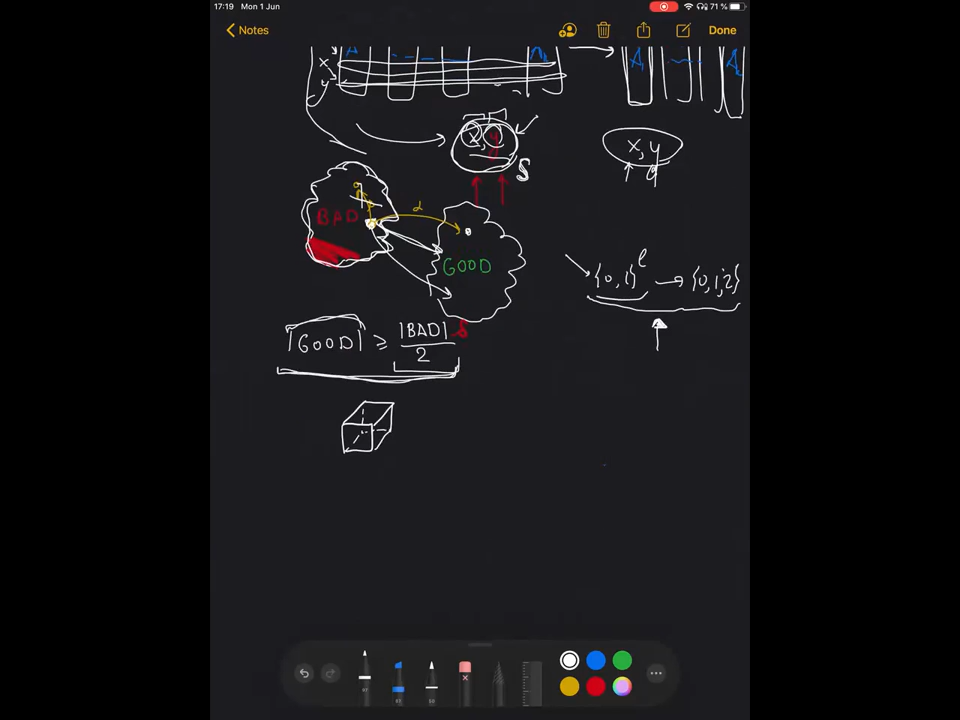 17:19 Mon 1 Jun
71 %
Notes
Done
x
y
x, y
x, y
S
BAD
d
GOOD
{0,1}^ℓ → {0,1,2}
|GOOD| ≥ |BAD| / 2